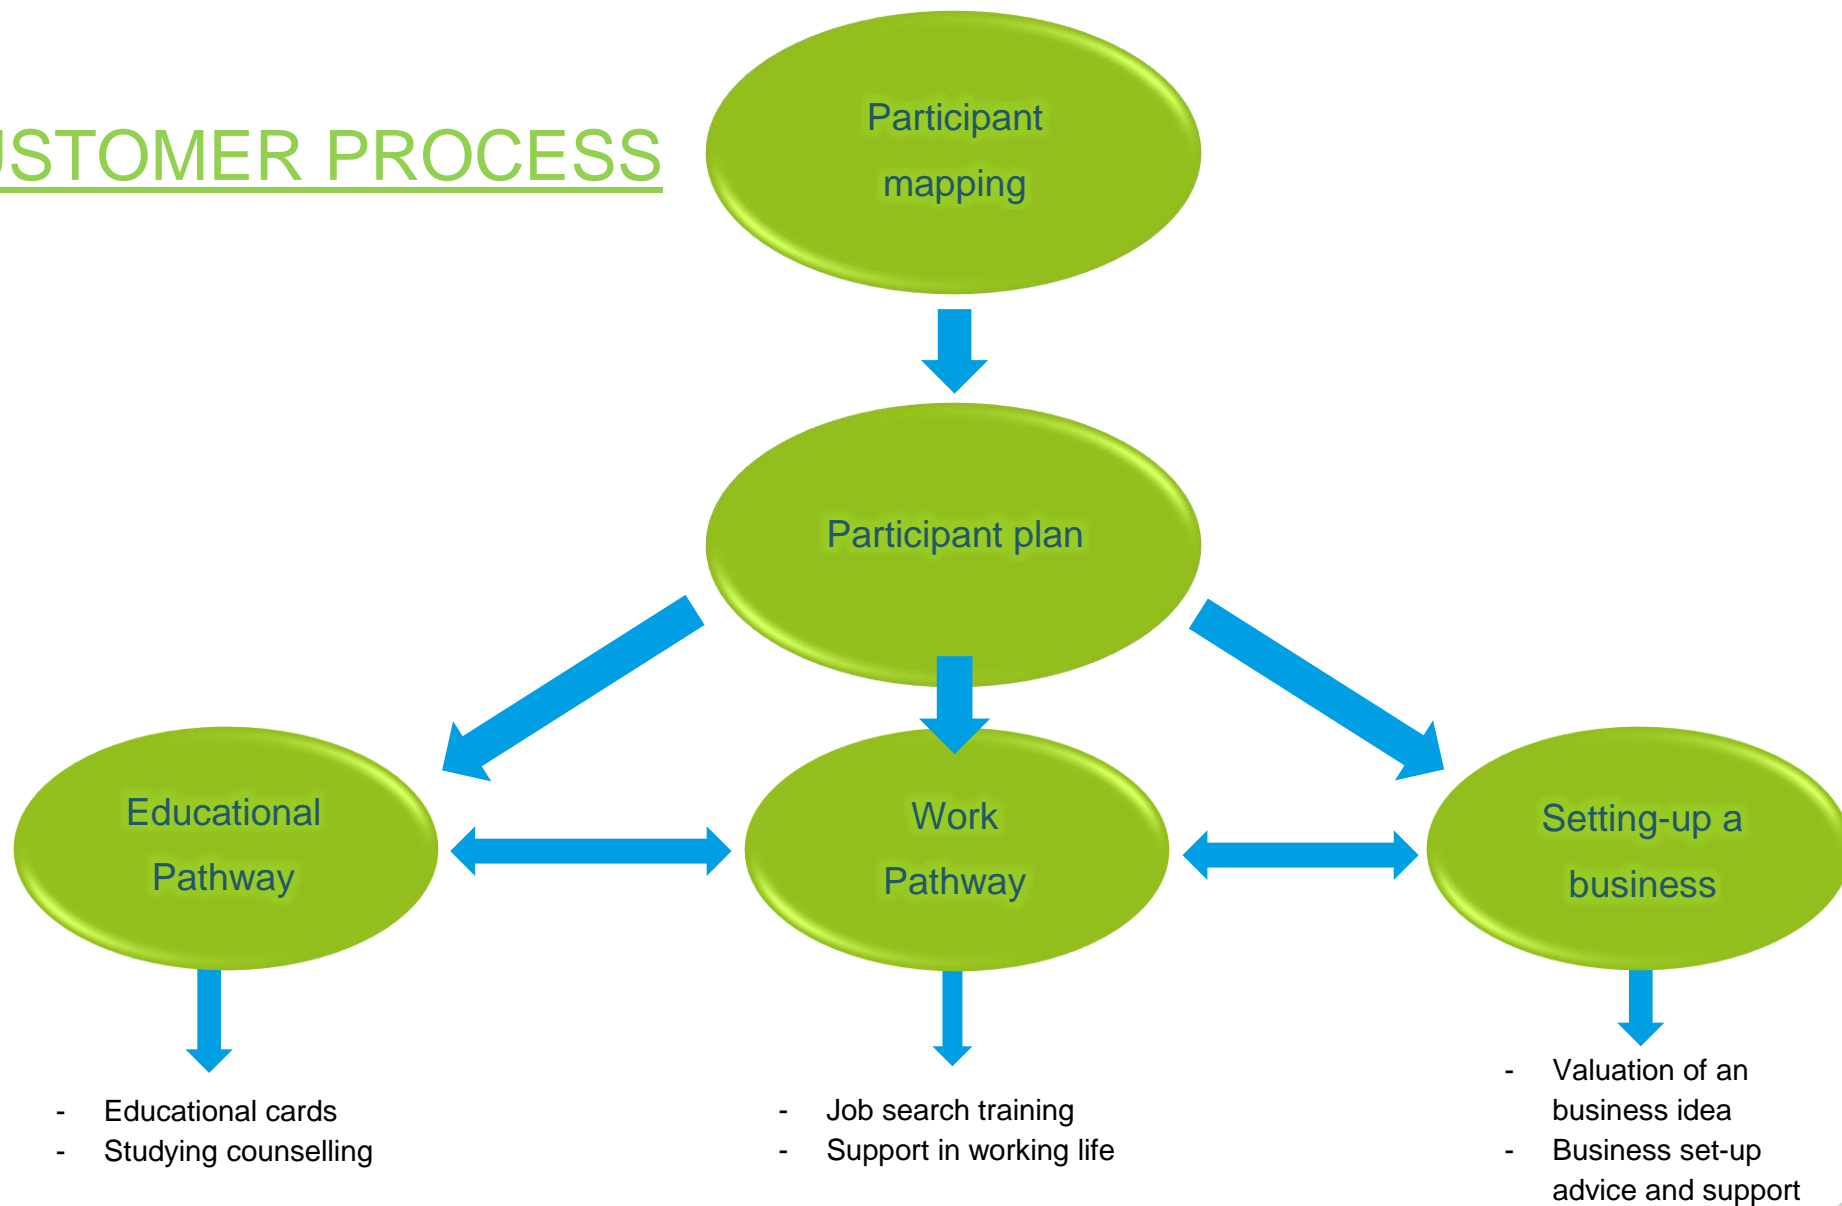 USTOMER PROCESS
Participant
mapping
Participant plan
Educational
Pathway
Work
Pathway
Setting-up a
business
- Educational cards
- Studying counselling
- Job search training
- Support in working life
- Valuation of an
business idea
- Business set-up
advice and support